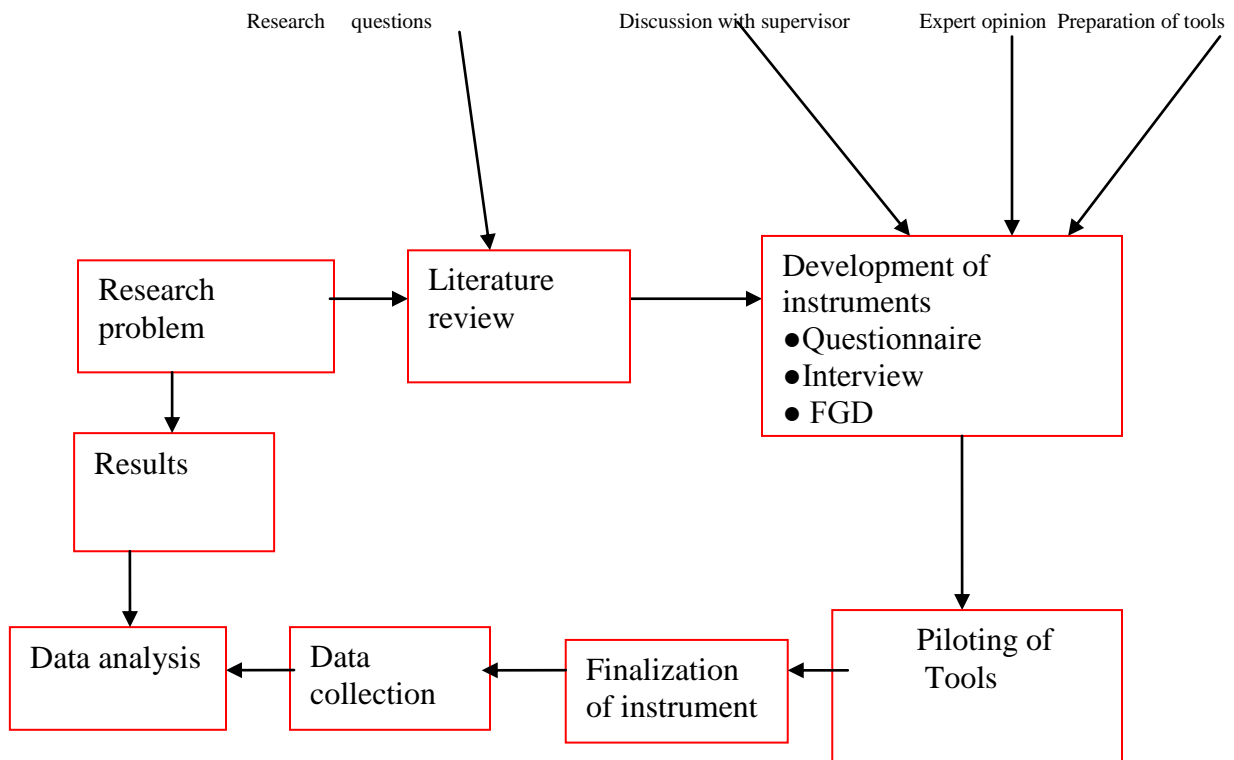 Research questions
Discussion with supervisor
Expert opinion
Preparation of tools
Research
problem
Literature
review
Development of
instruments
●Questionnaire
●Interview
● FGD
Results
Data analysis
Data
collection
Finalization
of instrument
Piloting of
Tools